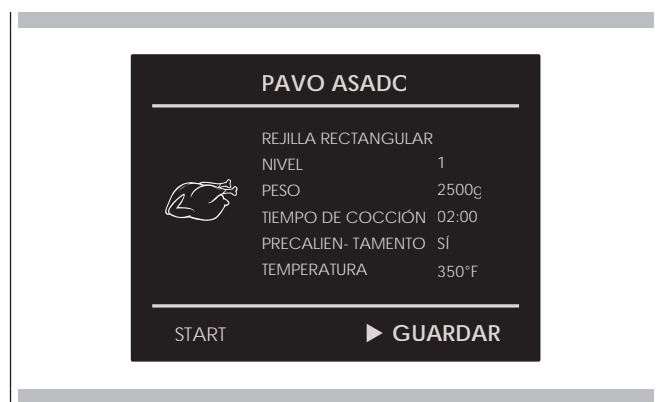 PAVO ASADO
REJILLA RECTANGULAR
NIVEL 1
PESO 2500g
TIEMPO DE COCCIÓN 02:00
PRECALIEN- TAMENTO SÍ
TEMPERATURA 350°F
START ▶ GUARDAR